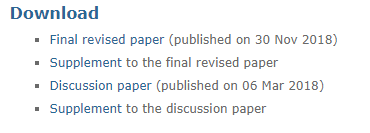 Download
Final revised paper (published on 30 Nov 2018)
Supplement to the final revised paper
Discussion paper (published on 06 Mar 2018)
Supplement to the discussion paper